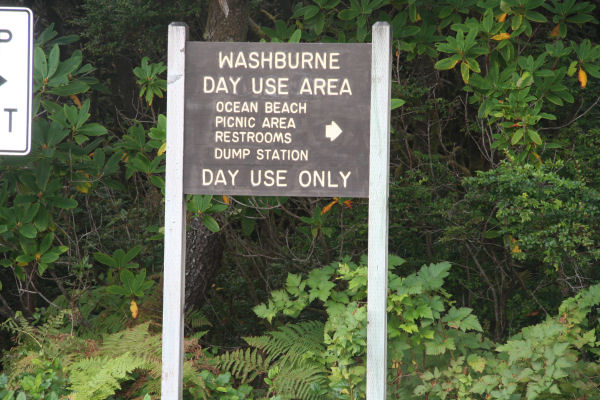 WASHBURNE
DAY USE AREA
OCEAN BEACH
PICNIC AREA
RESTROOMS
DUMP STATION
DAY USE ONLY